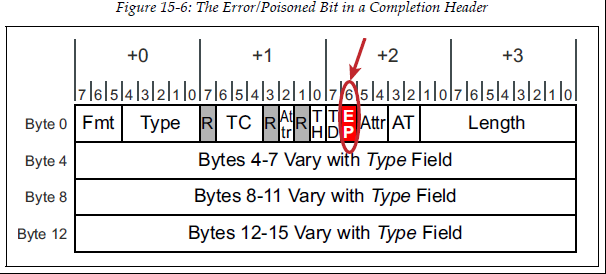 Figure 15-6: The Error/Poisoned Bit in a Completion Header
+0 +1 +2 +3
7 6 5 4 3 2 1 0 7 6 5 4 3 2 1 0 7 6 5 4 3 2 1 0 7 6 5 4 3 2 1 0
Byte 0 Fmt Type R TC R Attr R TH TD EP Attr AT Length
Byte 4 Bytes 4-7 Vary with Type Field
Byte 8 Bytes 8-11 Vary with Type Field
Byte 12 Bytes 12-15 Vary with Type Field